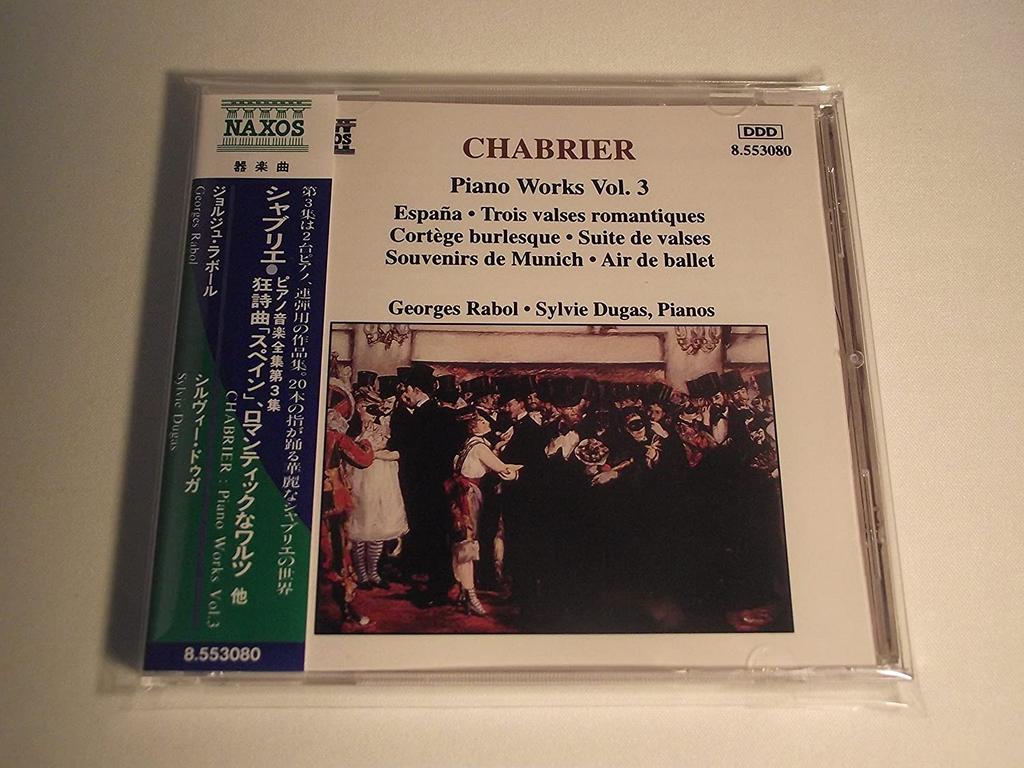 NAXOS
器楽曲
第3集は2台ピアノ、連弾用の作品集。20本の指が踊る華麗なシャブリエの世界
シャブリエ●ピアノ音楽全集第3集
狂詩曲「スペイン」、ロマンティックなワルツ 他
CHABRIER : Piano Works Vol.3
ジョルジュ・ラボール
Georges Rabol
シルヴィー・ドゥガ
Sylvie Dugas
8.553080
OS
CHABRIER
DDD
8.553080
Piano Works Vol. 3
España • Trois valses romantiques
Cortège burlesque • Suite de valses
Souvenirs de Munich • Air de ballet
Georges Rabol • Sylvie Dugas, Pianos